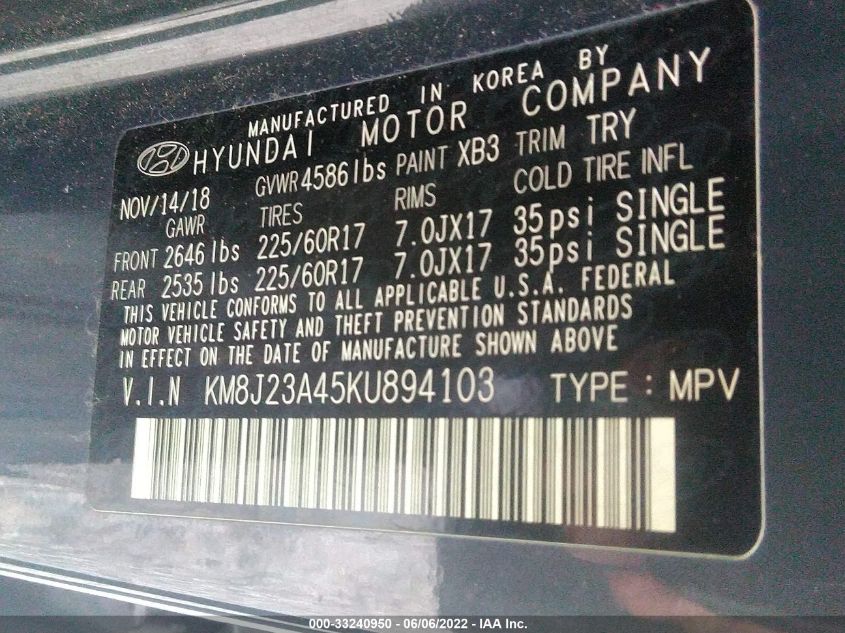 MANUFACTURED IN KOREA BY
HYUNDAI MOTOR COMPANY
NOV/14/18 GVWR 4586lbs PAINT XB3 TRIM TRY
GAWR TIRES RIMS COLD TIRE INFL
FRONT 2646 lbs 225/60R17 7.0JX17 35psi SINGLE
REAR 2535 lbs 225/60R17 7.0JX17 35psi SINGLE
THIS VEHICLE CONFORMS TO ALL APPLICABLE U.S.A. FEDERAL
MOTOR VEHICLE SAFETY AND THEFT PREVENTION STANDARDS
IN EFFECT ON THE DATE OF MANUFACTURE SHOWN ABOVE
V.I.N KM8J23A45KU894103 TYPE : MPV
000-33240950 - 06/06/2022 - IAA Inc.